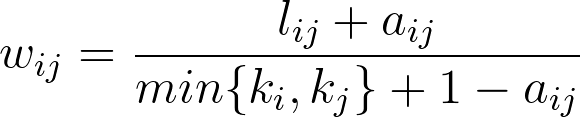 w_{ij} = \frac{l_{ij} + a_{ij}}{min\{k_i, k_j\} + 1 - a_{ij}}